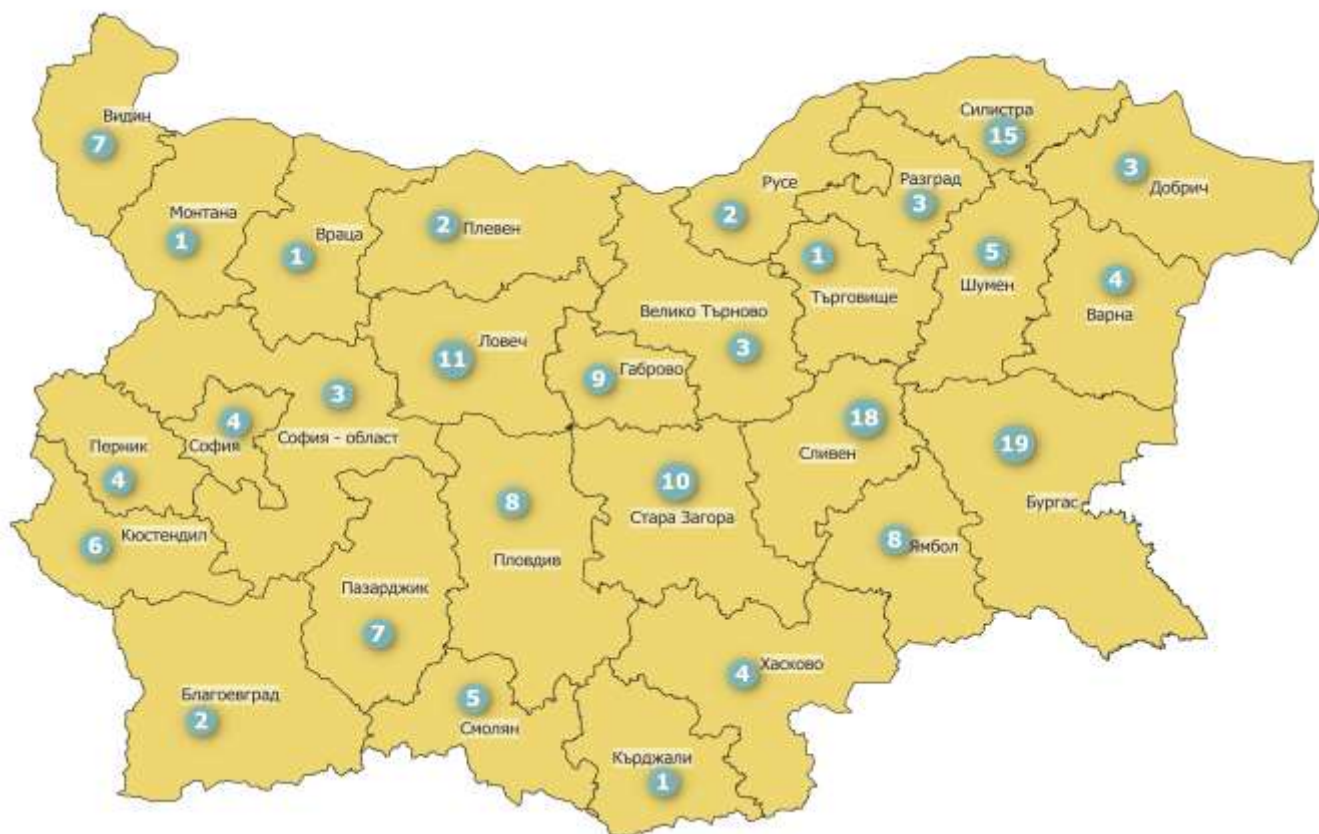 Видин
7
Монтана
1
Враца
1
2
Плевен
Русе
2
Силистра
15
Разград
3
3
Добрич
1
Търговище
5
Шумен
4
Варна
Велико Търново
3
Ловеч
11
9
Габрово
3
София - област
4
София
Перник
4
6
Кюстендил
8
Пловдив
10
Стара Загора
18
Сливен
19
Бургас
8
Ямбол
Пазарджик
7
Благоевград
2
5
Смолян
4
Хасково
Кърджали
1